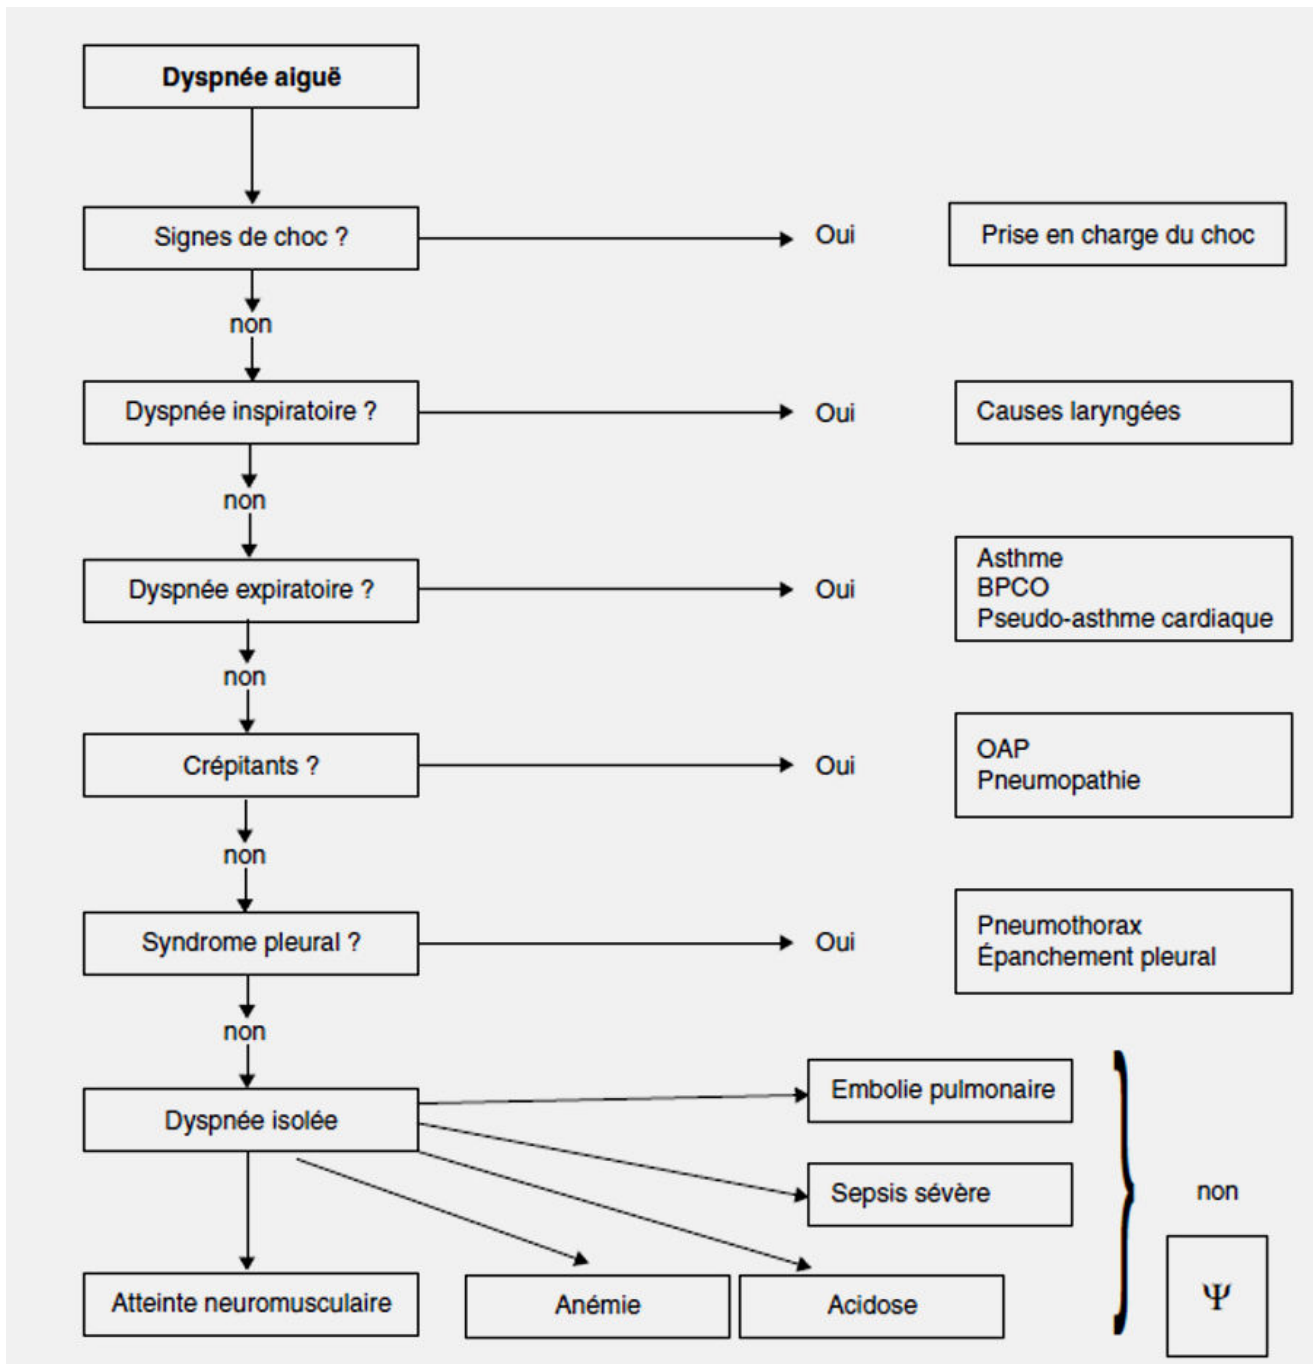 Dyspnée aiguë
Signes de choc ?
Oui
Prise en charge du choc
non
Dyspnée inspiratoire ?
Oui
Causes laryngées
non
Dyspnée expiratoire ?
Oui
Asthme
BPCO
Pseudo-asthme cardiaque
non
Crépitants ?
Oui
OAP
Pneumopathie
non
Syndrome pleural ?
Oui
Pneumothorax
Épanchement pleural
non
Dyspnée isolée
Embolie pulmonaire
Sepsis sévère
non
Atteinte neuromusculaire
Anémie
Acidose
Ψ